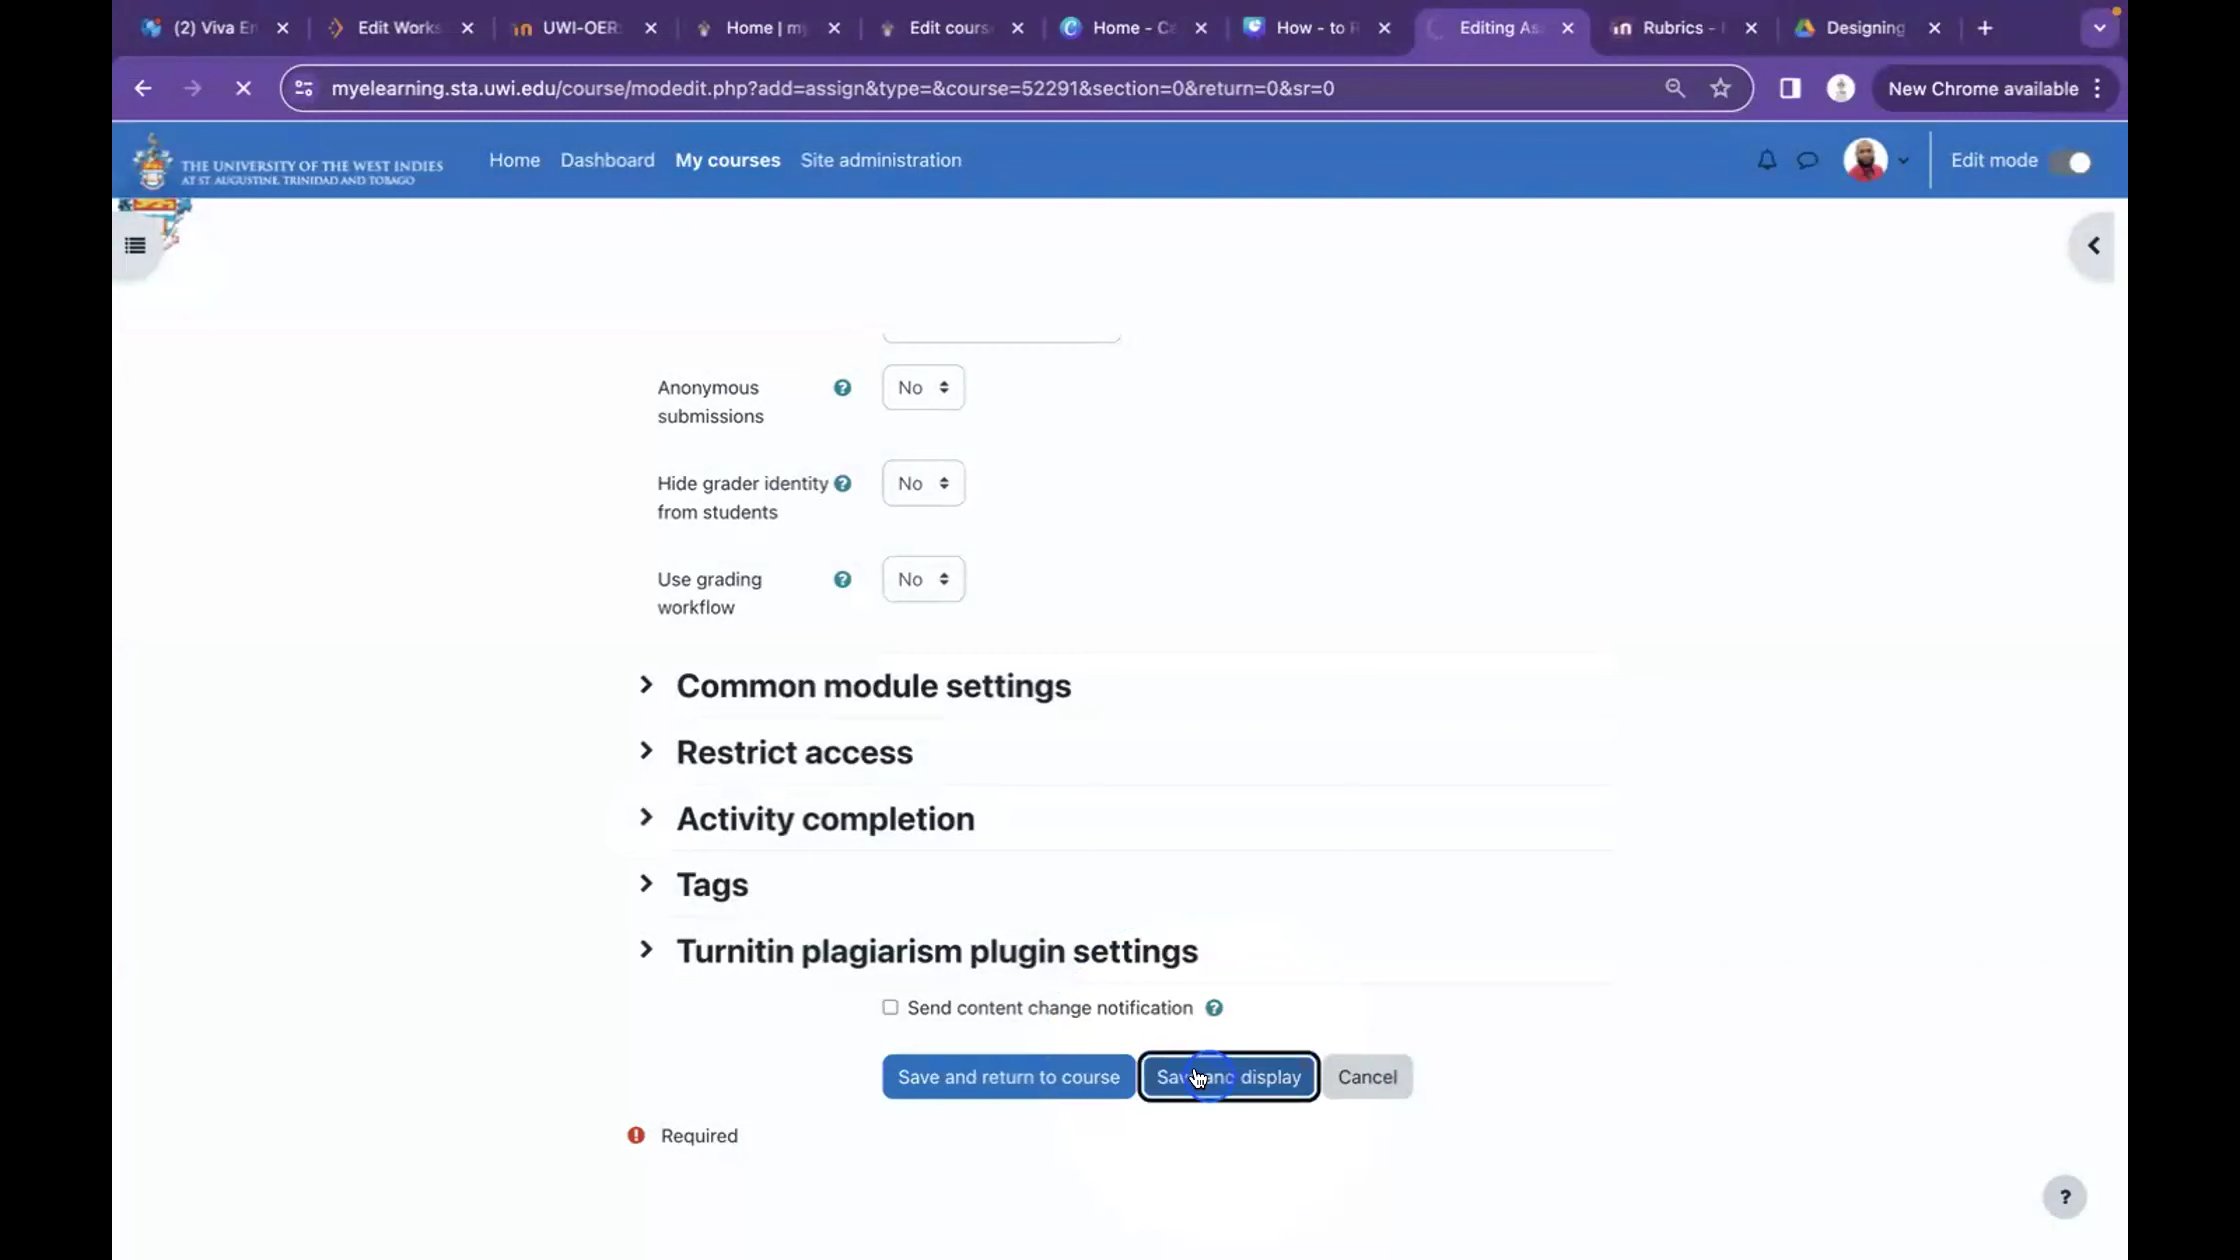 (2) Viva En
Edit Works
UWI-OER
Home | m
Edit cours
Home - Ca
How - to R
Editing As
Rubrics -
Designing
myelearning.sta.uwi.edu/course/modedit.php?add=assign&type=&course=52291&section=0&return=0&sr=0
New Chrome available
THE UNIVERSITY OF THE WEST INDIES
AT ST. AUGUSTINE, TRINIDAD AND TOBAGO
Home
Dashboard
My courses
Site administration
Edit mode
Anonymous
submissions
No
Hide grader identity
from students
No
Use grading
workflow
No
Common module settings
Restrict access
Activity completion
Tags
Turnitin plagiarism plugin settings
Send content change notification
Save and return to course
Save and display
Cancel
Required